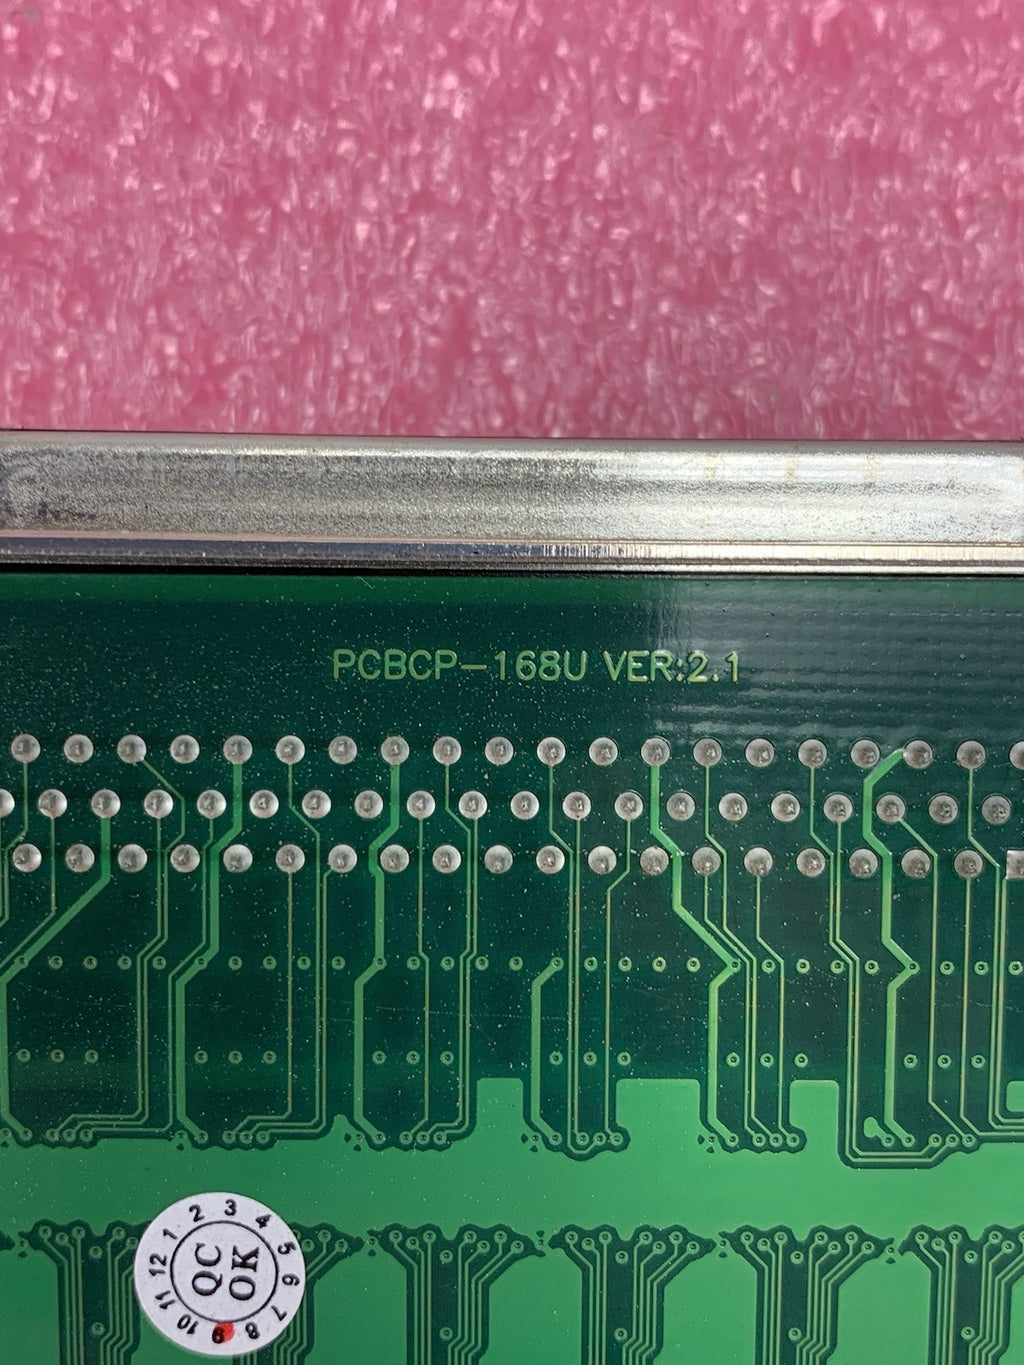 PCBCP-168U VER:2.1
1 2 3 4 5 6 7 8 9 10 11 12
QC
OK